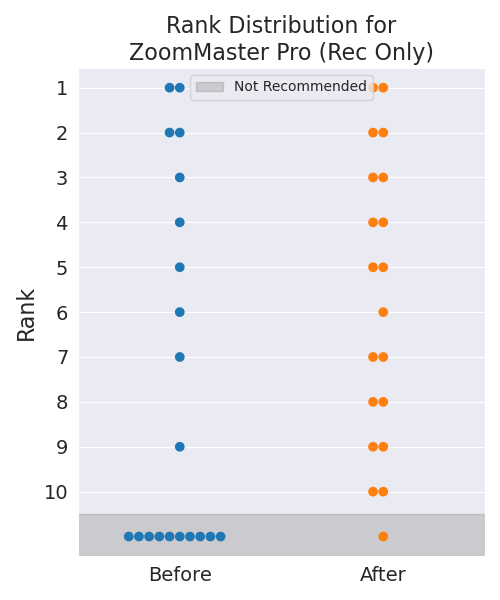 Rank Distribution for
ZoomMaster Pro (Rec Only)
Not Recommended
Rank
1
2
3
4
5
6
7
8
9
10
Before
After